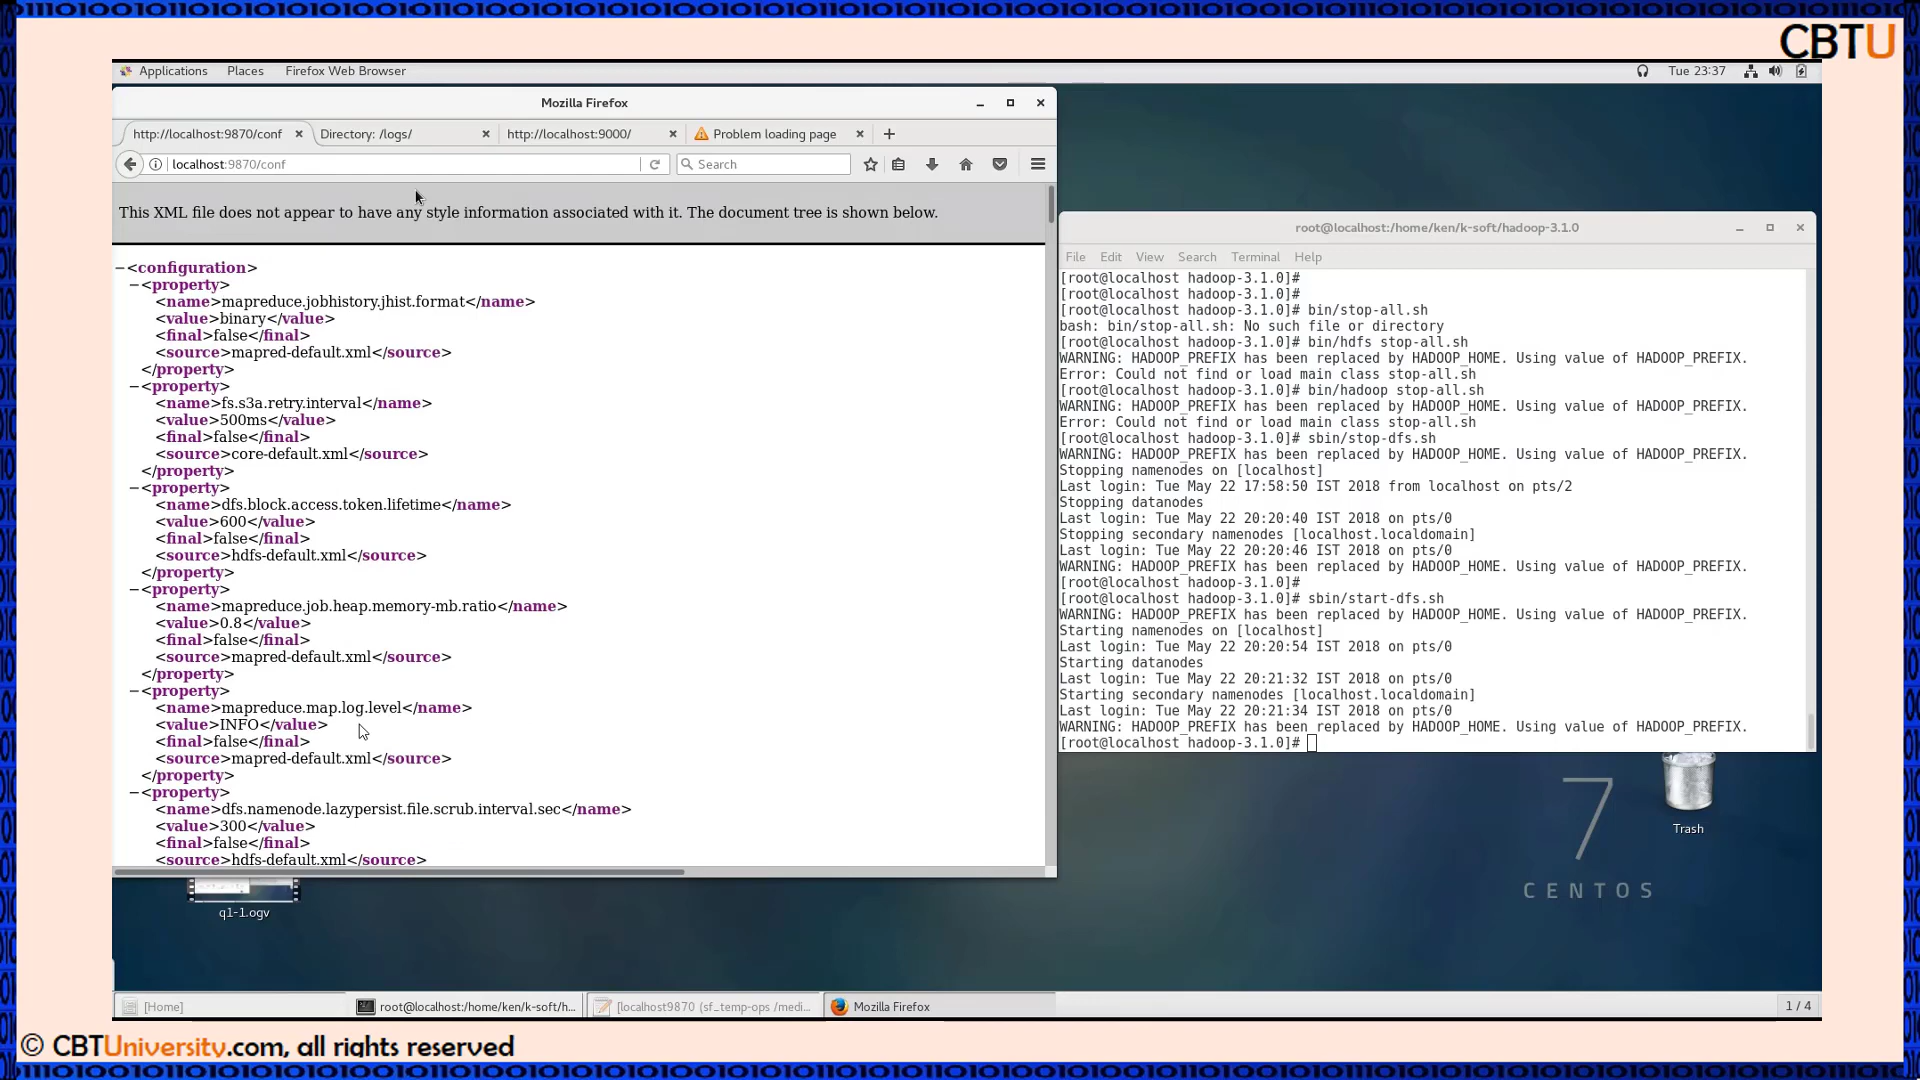 CBTU
Applications Places Firefox Web Browser Tue 23:37
Mozilla Firefox
http://localhost:9870/conf Directory: /logs/ http://localhost:9000/ Problem loading page
localhost:9870/conf Search
This XML file does not appear to have any style information associated with it. The document tree is shown below.
−<configuration>
−<property>
<name>mapreduce.jobhistory.jhist.format</name>
<value>binary</value>
<final>false</final>
<source>mapred-default.xml</source>
</property>
−<property>
<name>fs.s3a.retry.interval</name>
<value>500ms</value>
<final>false</final>
<source>core-default.xml</source>
</property>
−<property>
<name>dfs.block.access.token.lifetime</name>
<value>600</value>
<final>false</final>
<source>hdfs-default.xml</source>
</property>
−<property>
<name>mapreduce.job.heap.memory-mb.ratio</name>
<value>0.8</value>
<final>false</final>
<source>mapred-default.xml</source>
</property>
−<property>
<name>mapreduce.map.log.level</name>
<value>INFO</value>
<final>false</final>
<source>mapred-default.xml</source>
</property>
−<property>
<name>dfs.namenode.lazypersist.file.scrub.interval.sec</name>
<value>300</value>
<final>false</final>
<source>hdfs-default.xml</source>
root@localhost:/home/ken/k-soft/hadoop-3.1.0
File Edit View Search Terminal Help
[root@localhost hadoop-3.1.0]#
[root@localhost hadoop-3.1.0]#
[root@localhost hadoop-3.1.0]# bin/stop-all.sh
bash: bin/stop-all.sh: No such file or directory
[root@localhost hadoop-3.1.0]# bin/hdfs stop-all.sh
WARNING: HADOOP_PREFIX has been replaced by HADOOP_HOME. Using value of HADOOP_PREFIX.
Error: Could not find or load main class stop-all.sh
[root@localhost hadoop-3.1.0]# bin/hadoop stop-all.sh
WARNING: HADOOP_PREFIX has been replaced by HADOOP_HOME. Using value of HADOOP_PREFIX.
Error: Could not find or load main class stop-all.sh
[root@localhost hadoop-3.1.0]# sbin/stop-dfs.sh
WARNING: HADOOP_PREFIX has been replaced by HADOOP_HOME. Using value of HADOOP_PREFIX.
Stopping namenodes on [localhost]
Last login: Tue May 22 17:58:50 IST 2018 from localhost on pts/2
Stopping datanodes
Last login: Tue May 22 20:20:40 IST 2018 on pts/0
Stopping secondary namenodes [localhost.localdomain]
Last login: Tue May 22 20:20:46 IST 2018 on pts/0
WARNING: HADOOP_PREFIX has been replaced by HADOOP_HOME. Using value of HADOOP_PREFIX.
[root@localhost hadoop-3.1.0]#
[root@localhost hadoop-3.1.0]# sbin/start-dfs.sh
WARNING: HADOOP_PREFIX has been replaced by HADOOP_HOME. Using value of HADOOP_PREFIX.
Starting namenodes on [localhost]
Last login: Tue May 22 20:20:54 IST 2018 on pts/0
Starting datanodes
Last login: Tue May 22 20:21:32 IST 2018 on pts/0
Starting secondary namenodes [localhost.localdomain]
Last login: Tue May 22 20:21:34 IST 2018 on pts/0
WARNING: HADOOP_PREFIX has been replaced by HADOOP_HOME. Using value of HADOOP_PREFIX.
[root@localhost hadoop-3.1.0]#
Trash
7
CENTOS
q1-1.ogv
[Home] root@localhost:/home/ken/k-soft/h... [localhost9870 (sf_temp-ops /medi... Mozilla Firefox 1 / 4
© CBTUniversity.com, all rights reserved